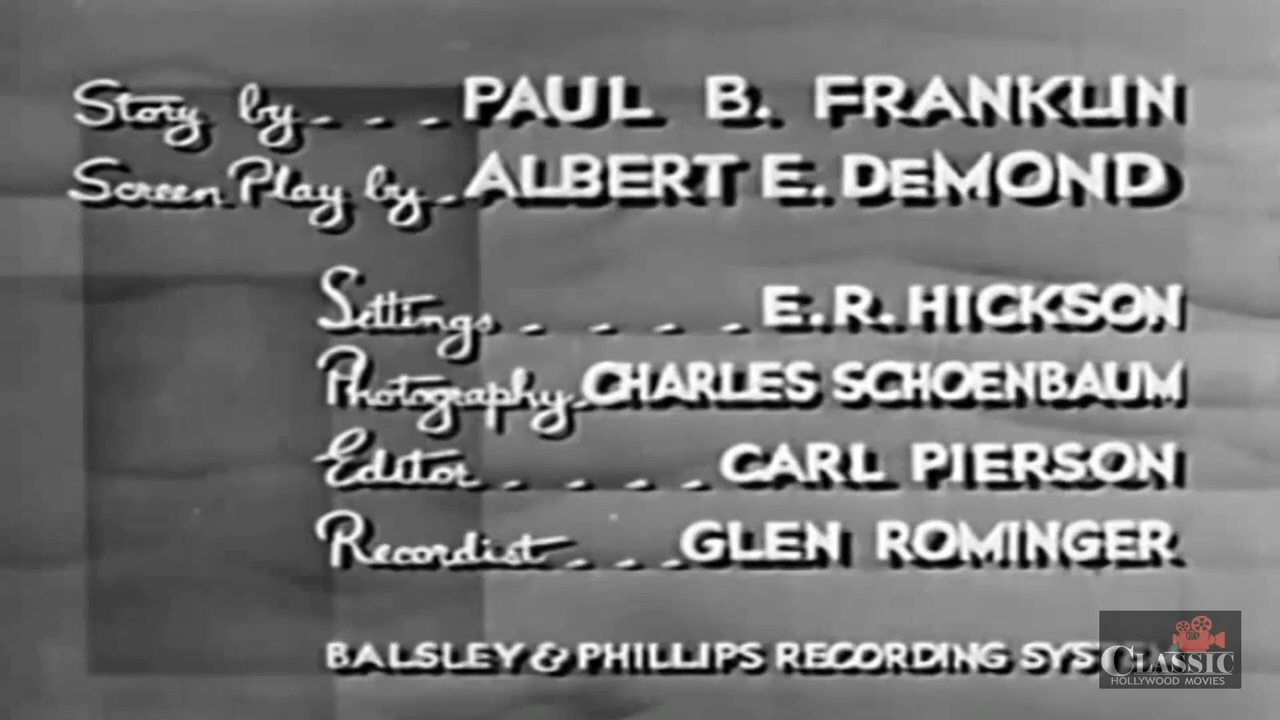 Story by . . . PAUL B. FRANKLIN
Screen Play by . ALBERT E. DeMOND
Settings . . . . . E. R. HICKSON
Photography . CHARLES SCHOENBAUM
Editor . . . . . CARL PIERSON
Recordist . . . . GLEN ROMINGER
BALSLEY & PHILLIPS RECORDING SYS
CLASSIC
HOLLYWOOD MOVIES